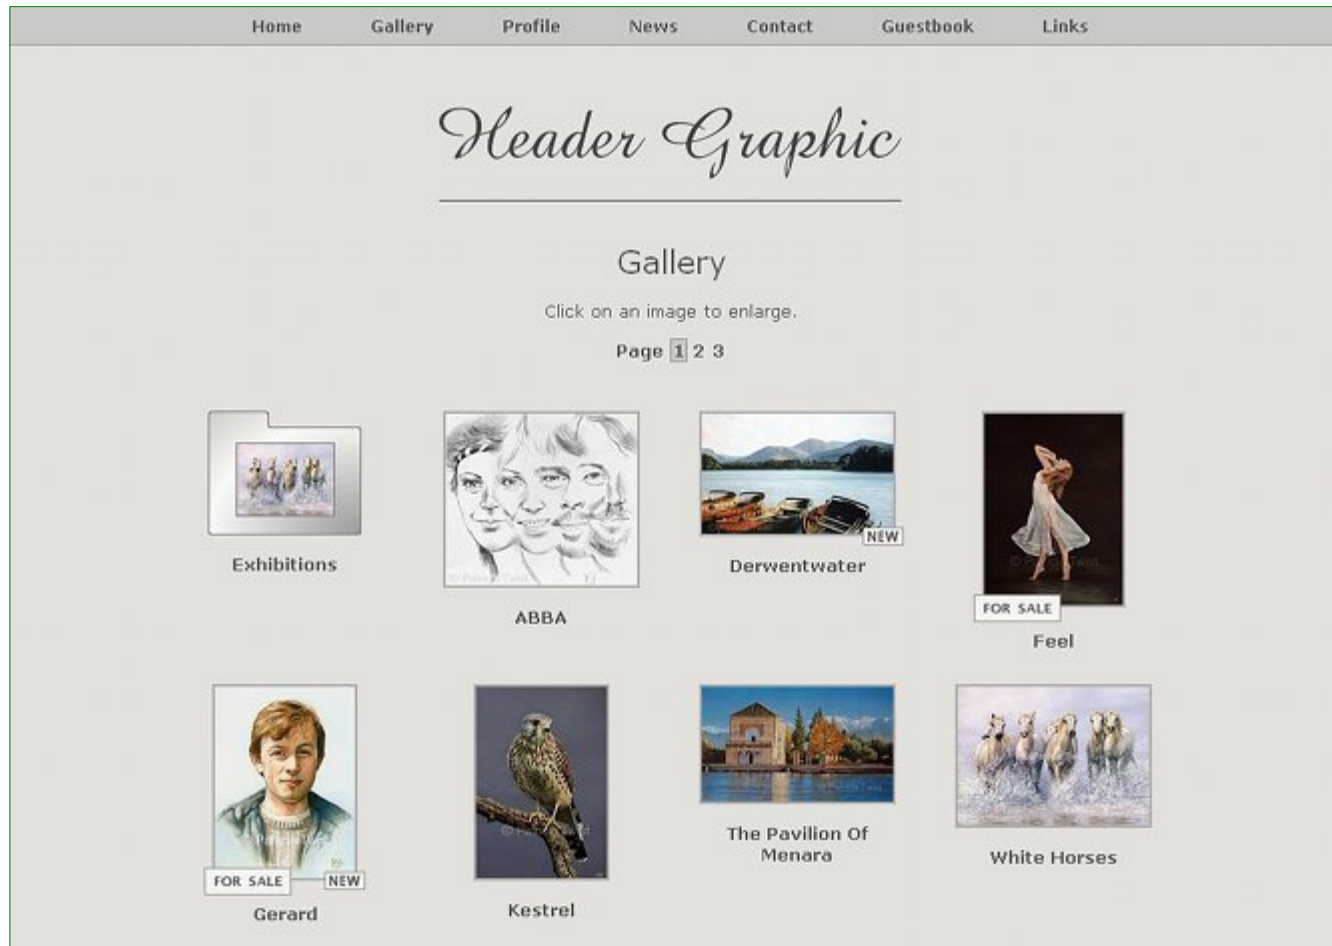 Home Gallery Profile News Contact Guestbook Links
Header Graphic
Gallery
Click on an image to enlarge.
Page 1 2 3
NEW
Exhibitions
Derwentwater
FOR SALE
ABBA
Feel
FOR SALE NEW
The Pavilion Of
Menara
White Horses
Gerard
Kestrel